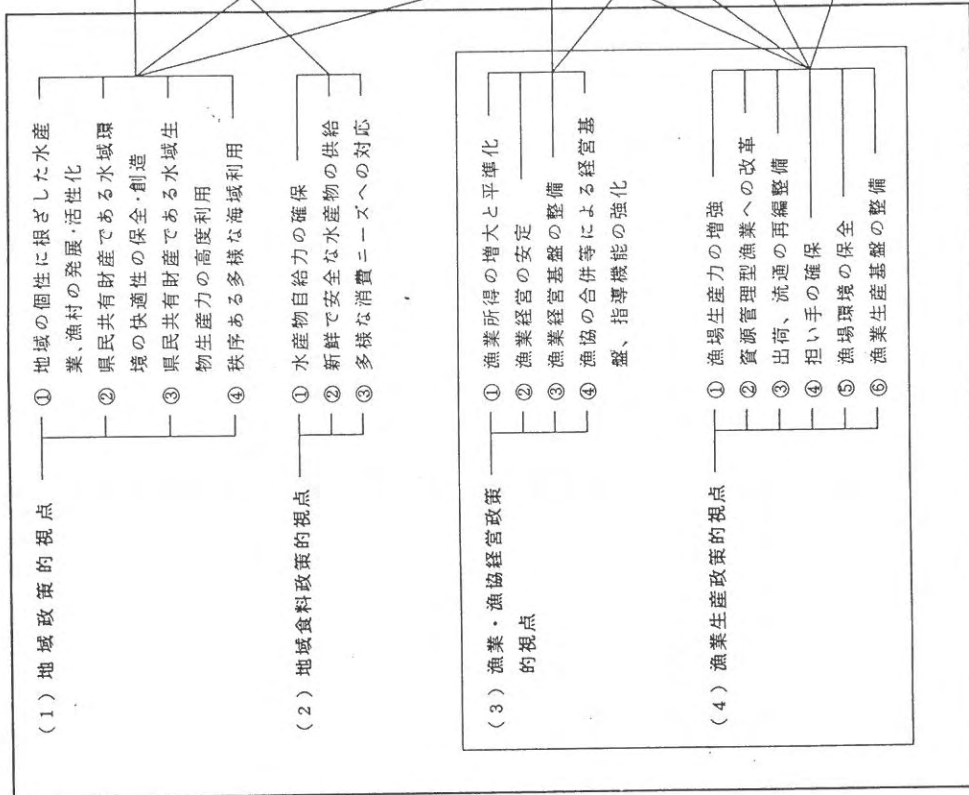 (1) 地域政策的視点
① 地域の個性に根ざした水産
業、漁村の発展・活性化
② 県民共有財産である水域環
境の快適性の保全・創造
③ 県民共有財産である水域生
物生産力の高度利用
④ 秩序ある多様な海域利用
(2) 地域食料政策的視点
① 水産物自給力の確保
② 新鮮で安全な水産物の供給
③ 多様な消費ニーズへの対応
(3) 漁業・漁協経営政策
的視点
① 漁業所得の増大と平準化
② 漁業経営の安定
③ 漁業経営基盤の整備
④ 漁協の合併等による経営基
盤、指導機能の強化
(4) 漁業生産政策的視点
① 漁場生産力の増強
② 資源管理型漁業への改革
③ 出荷、流通の再編整備
④ 担い手の確保
⑤ 漁場環境の保全
⑥ 漁業生産基盤の整備